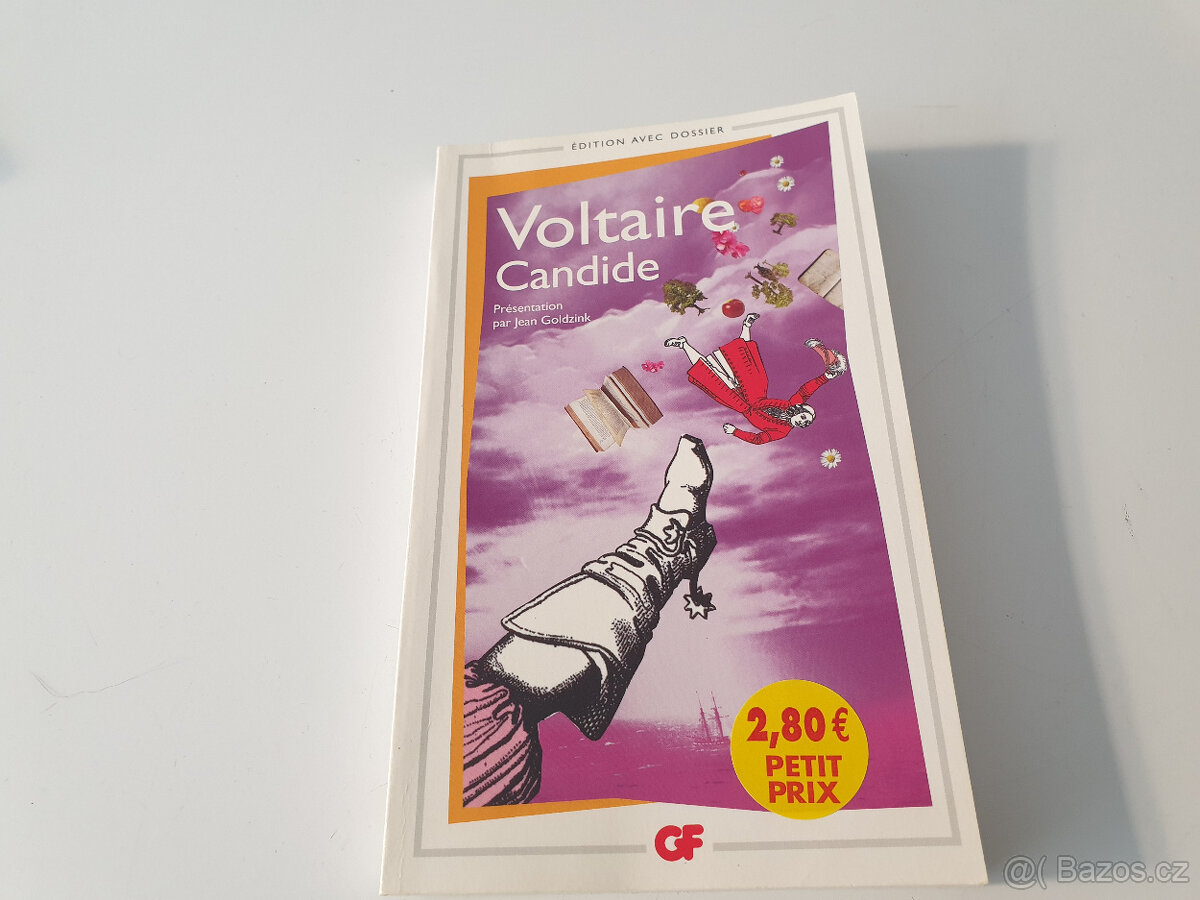 ÉDITION AVEC DOSSIER
Voltaire
Candide
Présentation
par Jean Goldzink
2,80 €
PETIT
PRIX
GF
@( Bazos.cz